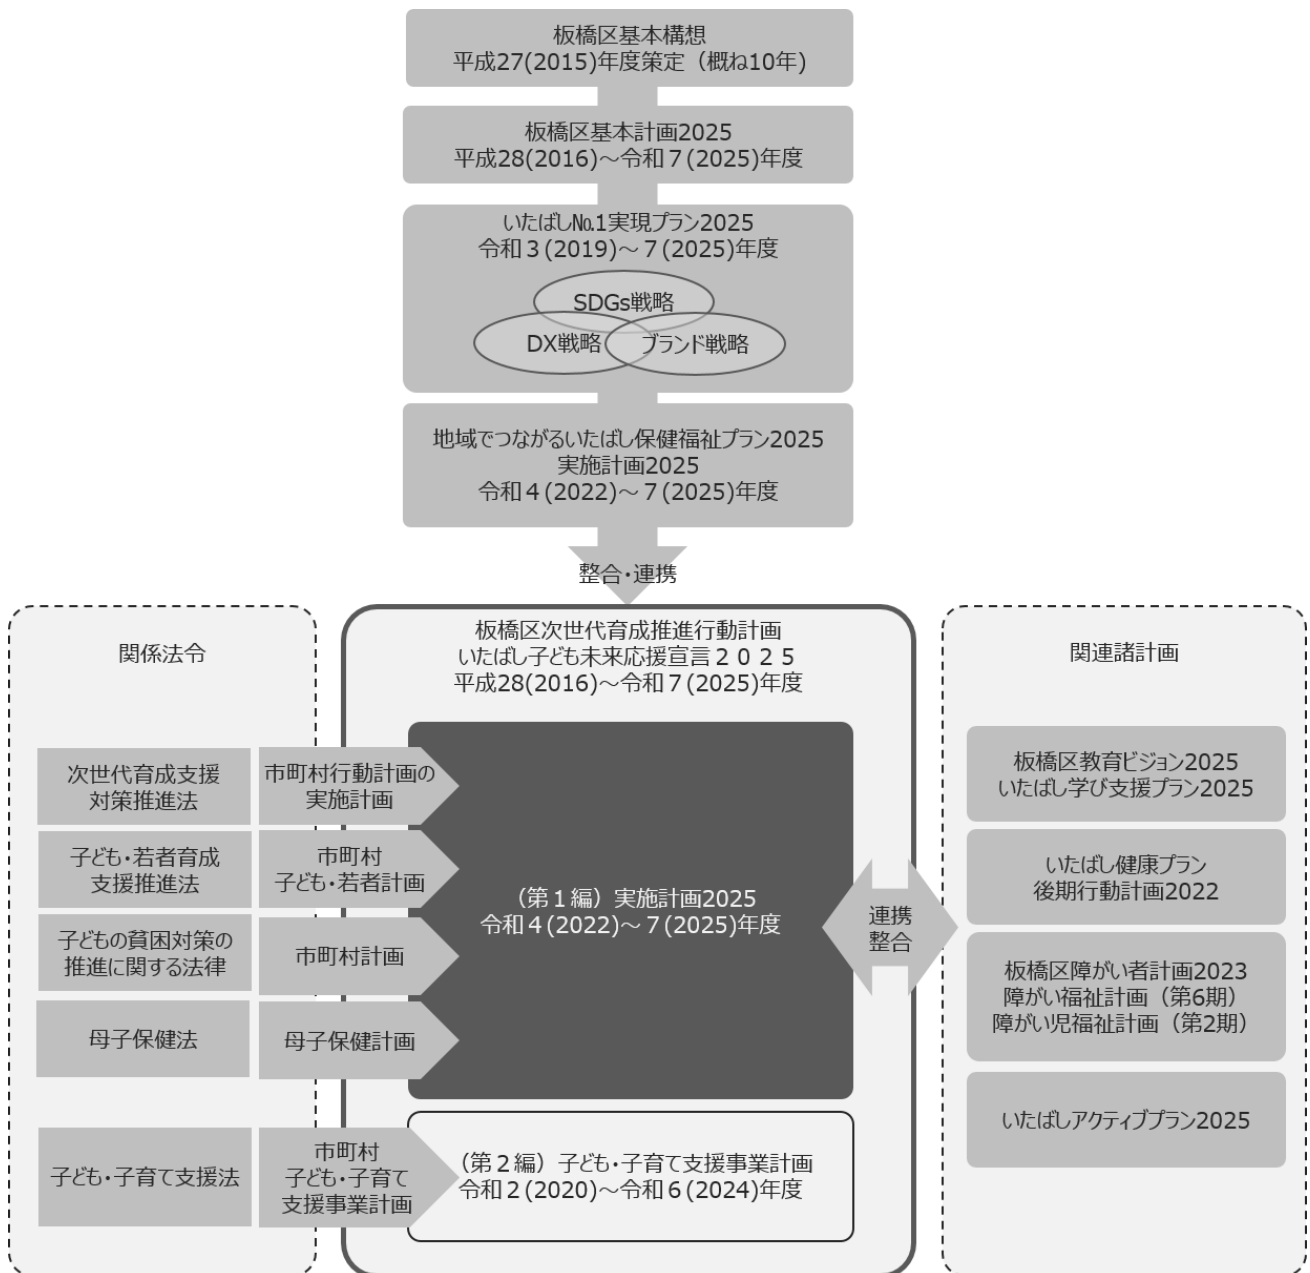 板橋区基本構想
平成27(2015)年度策定（概ね10年)
板橋区基本計画2025
平成28(2016)～令和７(2025)年度
いたばし№1実現プラン2025
令和３(2019)～７(2025)年度
SDGs戦略
DX戦略
ブランド戦略
地域でつながるいたばし保健福祉プラン2025
実施計画2025
令和４(2022)～７(2025)年度
整合・連携
関係法令
次世代育成支援
対策推進法
市町村行動計画の
実施計画
子ども・若者育成
支援推進法
市町村
子ども・若者計画
子どもの貧困対策の
推進に関する法律
市町村計画
母子保健法
母子保健計画
子ども・子育て支援法
市町村
子ども・子育て
支援事業計画
板橋区次世代育成推進行動計画
いたばし子ども未来応援宣言２０２５
平成28(2016)～令和７(2025)年度
（第１編）実施計画2025
令和４(2022)～７(2025)年度
（第２編）子ども・子育て支援事業計画
令和２(2020)～令和６(2024)年度
連携
整合
関連諸計画
板橋区教育ビジョン2025
いたばし学び支援プラン2025
いたばし健康プラン
後期行動計画2022
板橋区障がい者計画2023
障がい福祉計画（第6期）
障がい児福祉計画（第2期）
いたばしアクティブプラン2025